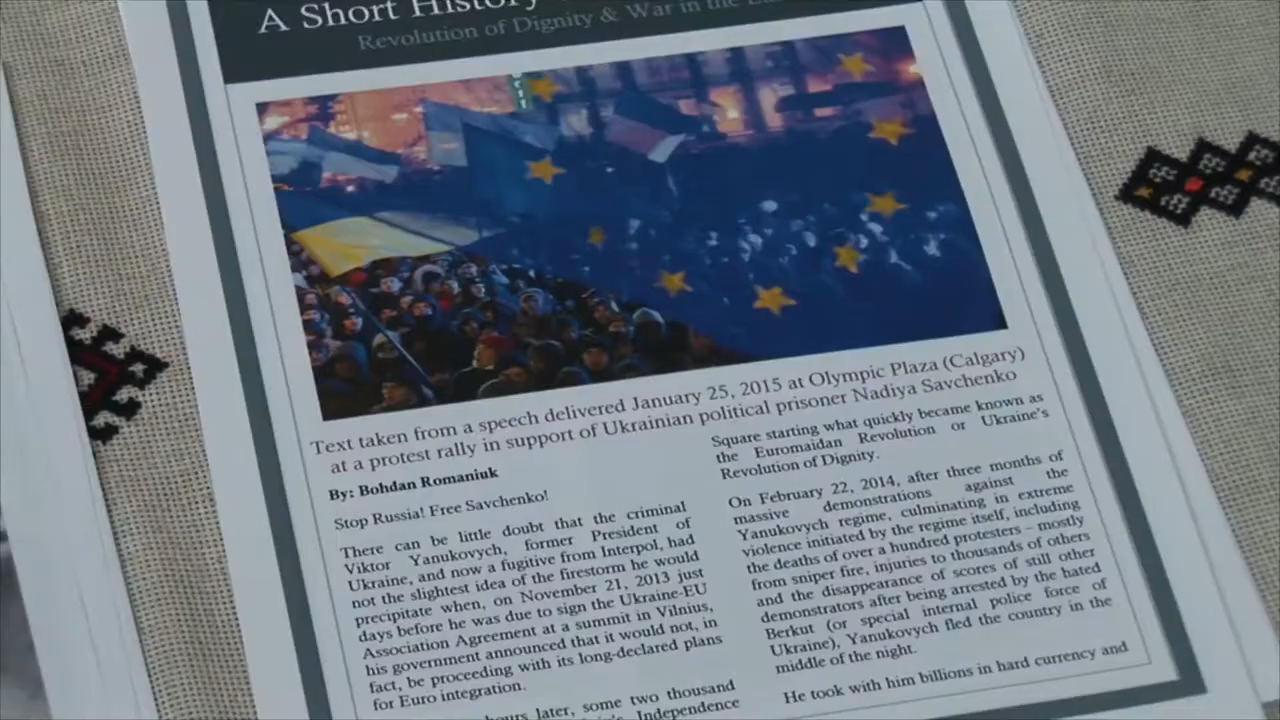 A Short History
Revolution of Dignity & War in the
Text taken from a speech delivered January 25, 2015 at Olympic Plaza (Calgary)
at a protest rally in support of Ukrainian political prisoner Nadiya Savchenko
By: Bohdan Romaniuk
Stop Russia! Free Savchenko!
There can be little doubt that the criminal
Viktor Yanukovych, former President of
Ukraine, and now a fugitive from Interpol, had
not the slightest idea of the firestorm he would
precipitate when, on November 21, 2013 just
days before he was due to sign the Ukraine-EU
Association Agreement at a summit in Vilnius,
his government announced that it would not, in
fact, be proceeding with its long-declared plans
for Euro integration.
hours later, some two thousand
Independence
Square starting what quickly became known as
the Euromaidan Revolution or Ukraine's
Revolution of Dignity.
On February 22, 2014, after three months of
massive demonstrations against the
Yanukovych regime, culminating in extreme
violence initiated by the regime itself, including
the deaths of over a hundred protesters – mostly
from sniper fire, injuries to thousands of others
and the disappearance of scores of still other
demonstrators after being arrested by the hated
Berkut (or special internal police force of
Ukraine), Yanukovych fled the country in the
middle of the night.
He took with him billions in hard currency and